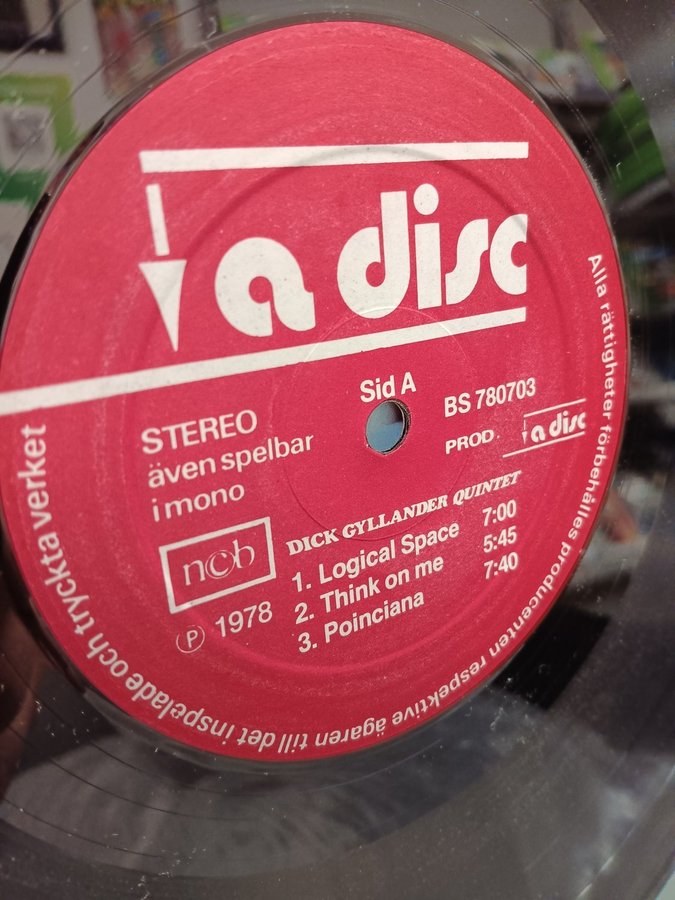 a disc
Sid A
BS 780703
PROD. a disc
STEREO
även spelbar
i mono
ncb
℗ 1978
DICK GYLLANDER QUINTET
1. Logical Space 7:00
2. Think on me 5:45
3. Poinciana 7:40
Alla rättigheter förbehålles producenten respektive ägaren till det inspelade och tryckta verket